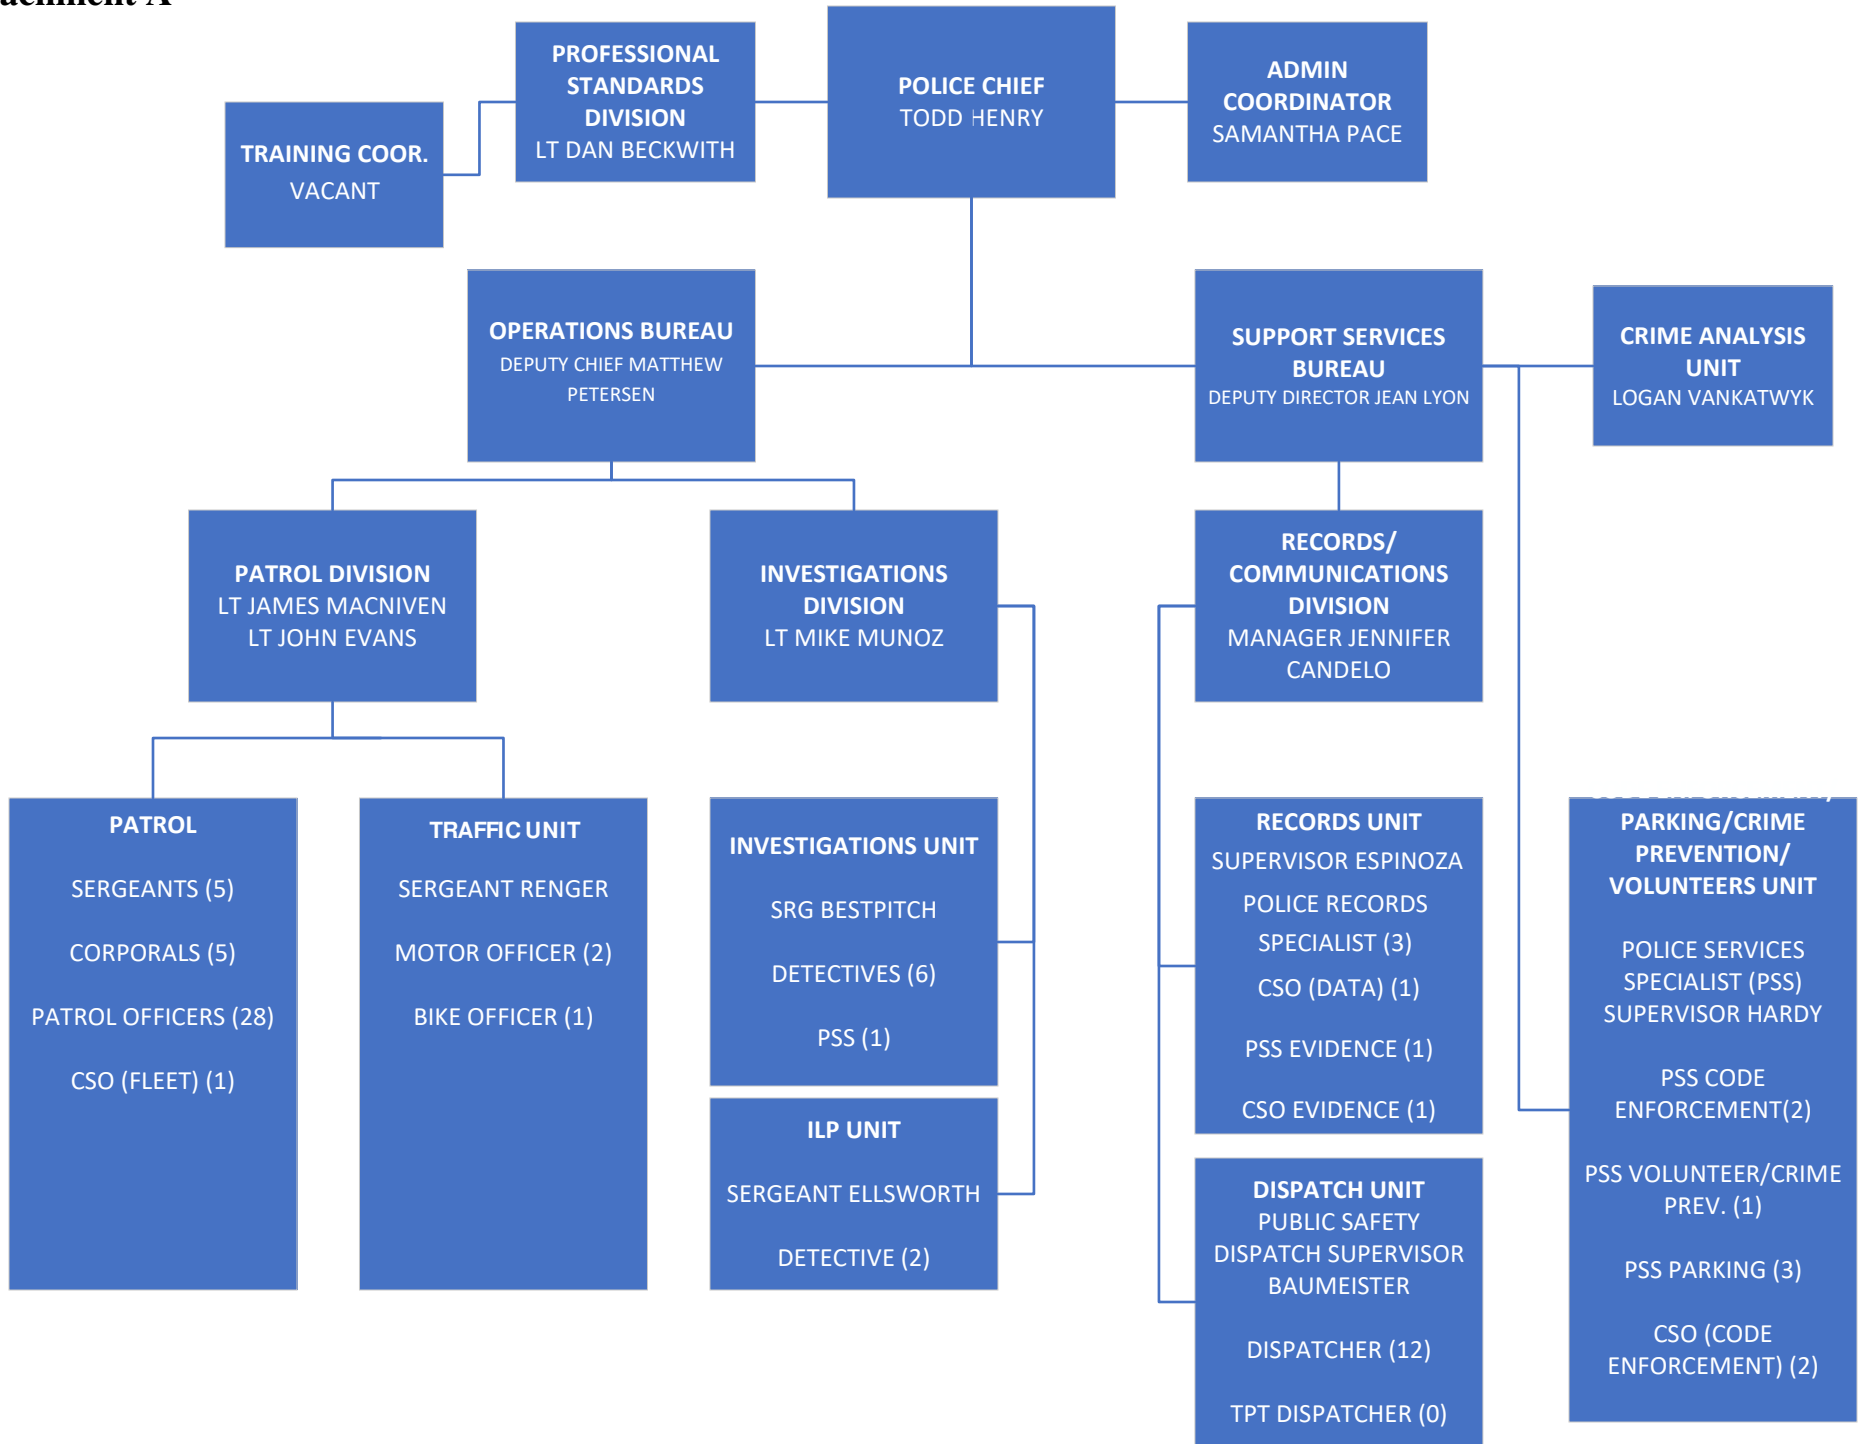 PROFESSIONAL
STANDARDS
DIVISION
LT DAN BECKWITH
POLICE CHIEF
TODD HENRY
ADMIN
COORDINATOR
SAMANTHA PACE
TRAINING COOR.
VACANT
OPERATIONS BUREAU
DEPUTY CHIEF MATTHEW
PETERSEN
SUPPORT SERVICES
BUREAU
DEPUTY DIRECTOR JEAN LYON
CRIME ANALYSIS
UNIT
LOGAN VANKATWYK
PATROL DIVISION
LT JAMES MACNIVEN
LT JOHN EVANS
INVESTIGATIONS
DIVISION
LT MIKE MUNOZ
RECORDS/
COMMUNICATIONS
DIVISION
MANAGER JENNIFER
CANDELO
PATROL
SERGEANTS (5)
CORPORALS (5)
PATROL OFFICERS (28)
CSO (FLEET) (1)
TRAFFIC UNIT
SERGEANT RENGER
MOTOR OFFICER (2)
BIKE OFFICER (1)
INVESTIGATIONS UNIT
SRG BESTPITCH
DETECTIVES (6)
PSS (1)
ILP UNIT
SERGEANT ELLSWORTH
DETECTIVE (2)
RECORDS UNIT
SUPERVISOR ESPINOZA
POLICE RECORDS
SPECIALIST (3)
CSO (DATA) (1)
PSS EVIDENCE (1)
CSO EVIDENCE (1)
DISPATCH UNIT
PUBLIC SAFETY
DISPATCH SUPERVISOR
BAUMEISTER
DISPATCHER (12)
TPT DISPATCHER (0)
PARKING/CRIME
PREVENTION/
VOLUNTEERS UNIT
POLICE SERVICES
SPECIALIST (PSS)
SUPERVISOR HARDY
PSS CODE
ENFORCEMENT(2)
PSS VOLUNTEER/CRIME
PREV. (1)
PSS PARKING (3)
CSO (CODE
ENFORCEMENT) (2)